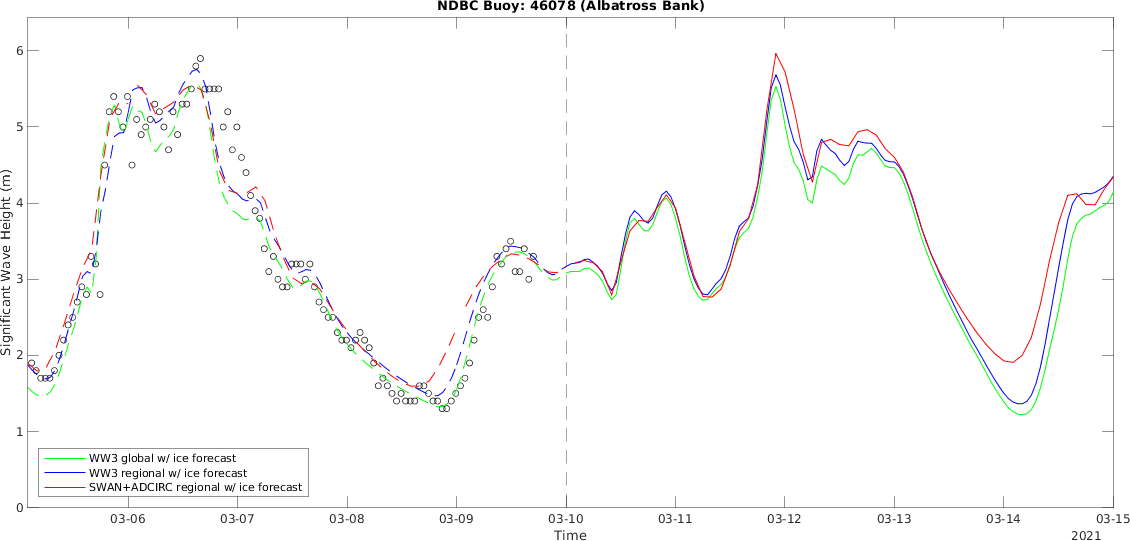 NDBC Buoy: 46078 (Albatross Bank)
Significant Wave Height (m)
6
5
4
3
2
1
0
WW3 global w/ ice forecast
WW3 regional w/ ice forecast
SWAN+ADCIRC regional w/ ice forecast
03-06 03-07 03-08 03-09 03-10 03-11 03-12 03-13 03-14 03-15
Time
2021